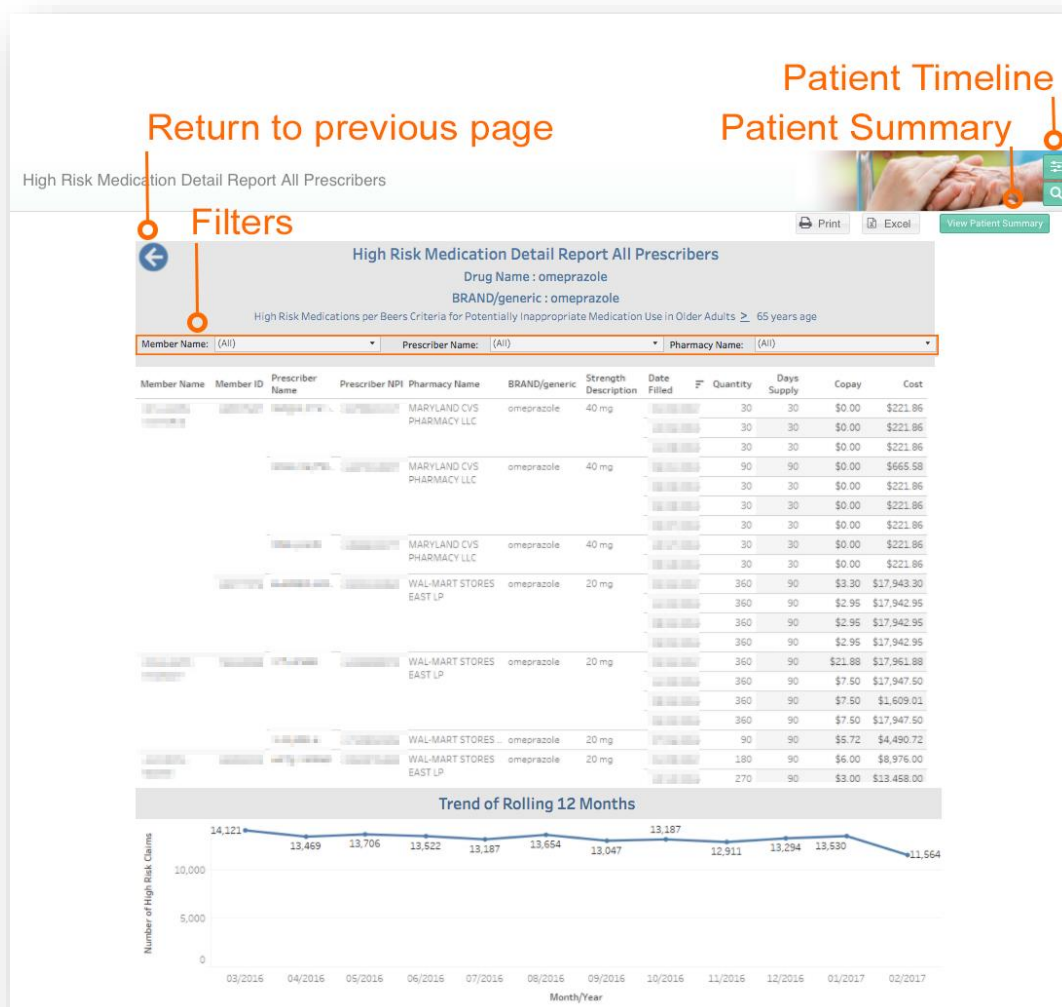 Patient Timeline
Return to previous page
Patient Summary
High Risk Medication Detail Report All Prescribers
Filters
Print Excel View Patient Summary
High Risk Medication Detail Report All Prescribers
Drug Name : omeprazole
BRAND/generic : omeprazole
High Risk Medications per Beers Criteria for Potentially Inappropriate Medication Use in Older Adults ≥ 65 years age
Member Name: (All) Prescriber Name: (All) Pharmacy Name: (All)
Member Name Member ID Prescriber Name Prescriber NPI Pharmacy Name BRAND/generic Strength Description Date Filled Quantity Days Supply Copay Cost
MARYLAND CVS PHARMACY LLC omeprazole 40 mg 30 30 $0.00 $221.86
30 30 $0.00 $221.86
30 30 $0.00 $221.86
MARYLAND CVS PHARMACY LLC omeprazole 40 mg 90 90 $0.00 $665.58
30 30 $0.00 $221.86
30 30 $0.00 $221.86
30 30 $0.00 $221.86
MARYLAND CVS PHARMACY LLC omeprazole 40 mg 30 30 $0.00 $221.86
30 30 $0.00 $221.86
WAL-MART STORES EAST LP omeprazole 20 mg 360 90 $3.30 $17,943.30
360 90 $2.95 $17,942.95
360 90 $2.95 $17,942.95
360 90 $2.95 $17,942.95
WAL-MART STORES EAST LP omeprazole 20 mg 360 90 $21.88 $17,961.88
360 90 $7.50 $17,947.50
360 90 $7.50 $1,609.01
360 90 $7.50 $17,947.50
WAL-MART STORES .. omeprazole 20 mg 90 90 $5.72 $4,490.72
WAL-MART STORES EAST LP omeprazole 20 mg 180 90 $6.00 $8,976.00
270 90 $3.00 $13,458.00
Trend of Rolling 12 Months
Number of High Risk Claims
14,121 13,469 13,706 13,522 13,187 13,654 13,047 13,187 12,911 13,294 13,530 11,564
10,000
5,000
0
03/2016 04/2016 05/2016 06/2016 07/2016 08/2016 09/2016 10/2016 11/2016 12/2016 01/2017 02/2017
Month/Year